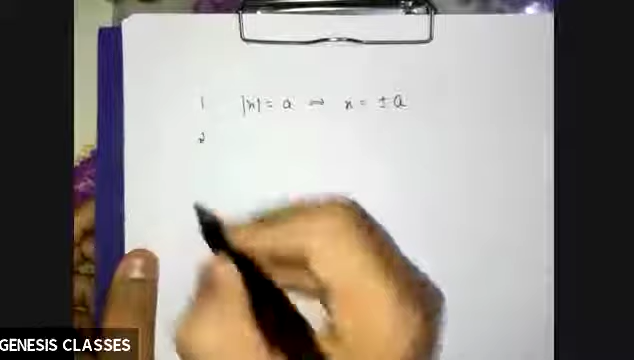 1 |x| = a ⇒ x = ± a
2
GENESIS CLASSES